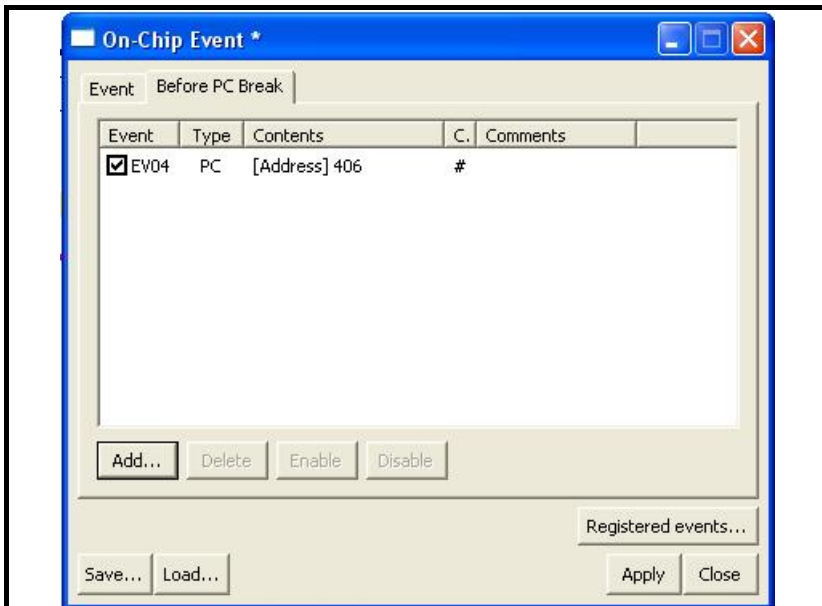 On-Chip Event *
Event Before PC Break
Event Type Contents C. Comments
EV04 PC [Address] 406 #
Add... Delete Enable Disable
Registered events...
Save... Load... Apply Close